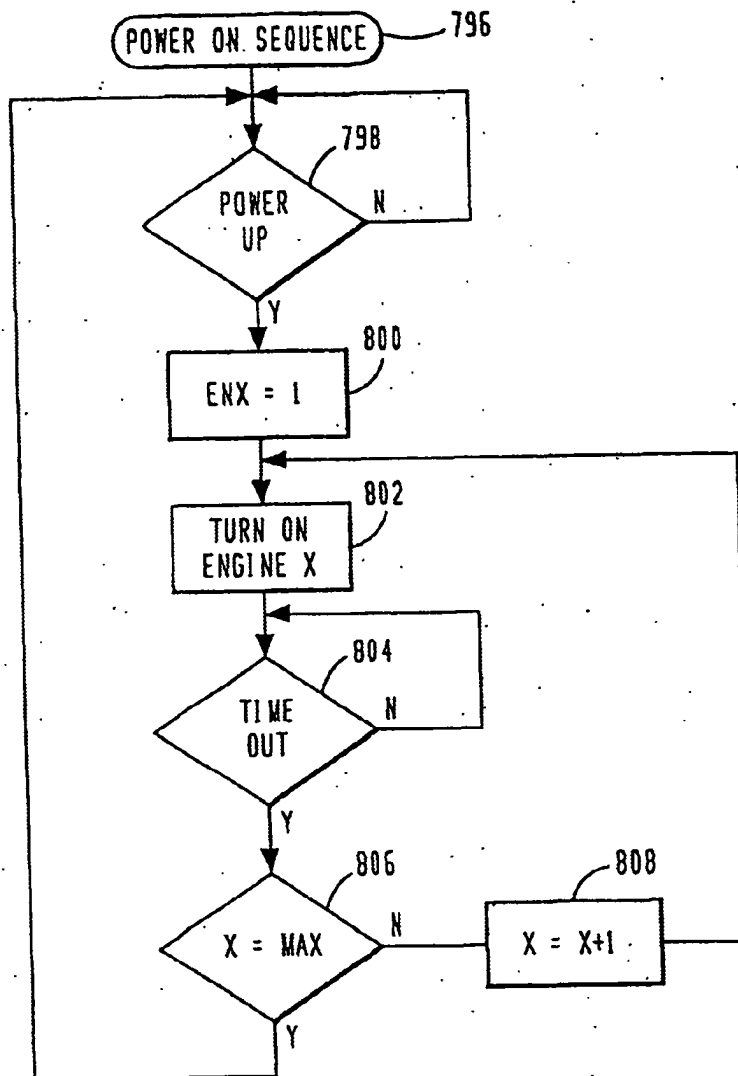 POWER ON SEQUENCE
796
798
POWER
UP
N
Y
800
ENX = 1
802
TURN ON
ENGINE X
804
TIME
OUT
N
Y
806
808
X = MAX
N
X = X+1
Y